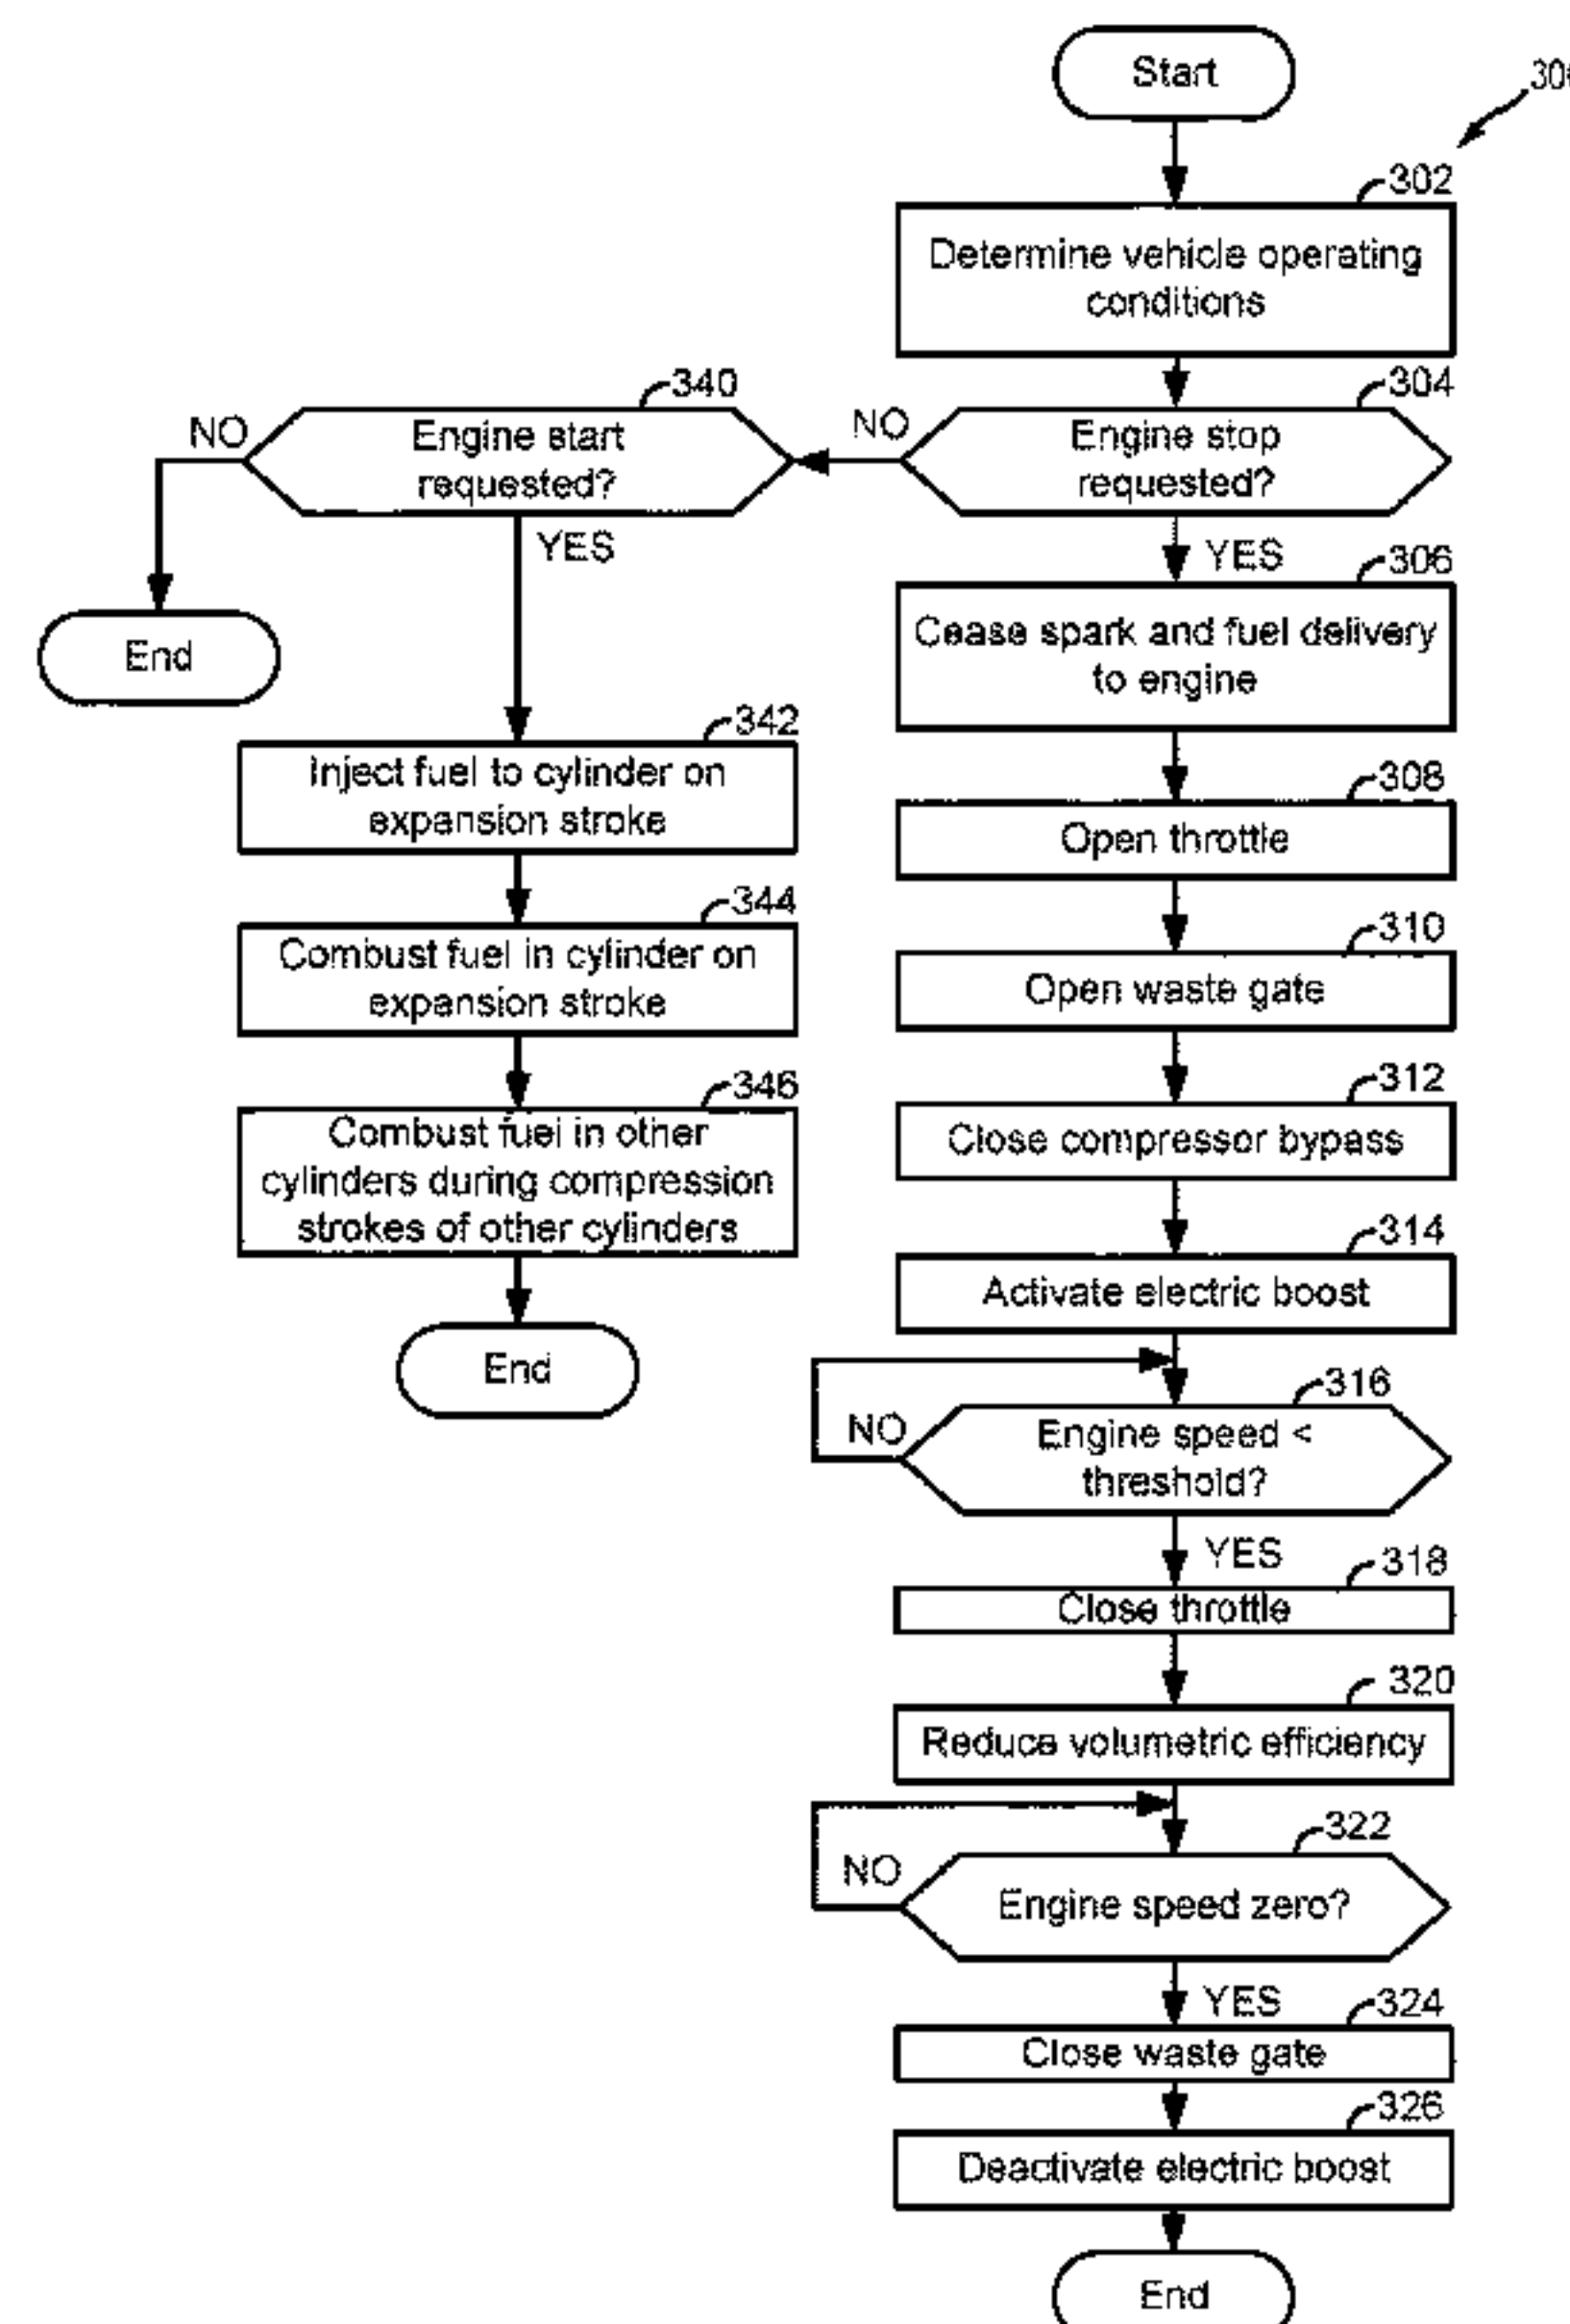 Start
302
Determine vehicle operating
conditions
304
Engine stop
requested?
NO
YES
340
Engine start
requested?
NO
YES
End
342
Inject fuel to cylinder on
expansion stroke
344
Combust fuel in cylinder on
expansion stroke
346
Combust fuel in other
cylinders during compression
strokes of other cylinders
End
306
Cease spark and fuel delivery
to engine
308
Open throttle
310
Open waste gate
312
Close compressor bypass
314
Activate electric boost
316
Engine speed <
threshold?
NO
YES
318
Close throttle
320
Reduce volumetric efficiency
322
Engine speed zero?
NO
YES
324
Close waste gate
326
Deactivate electric boost
End